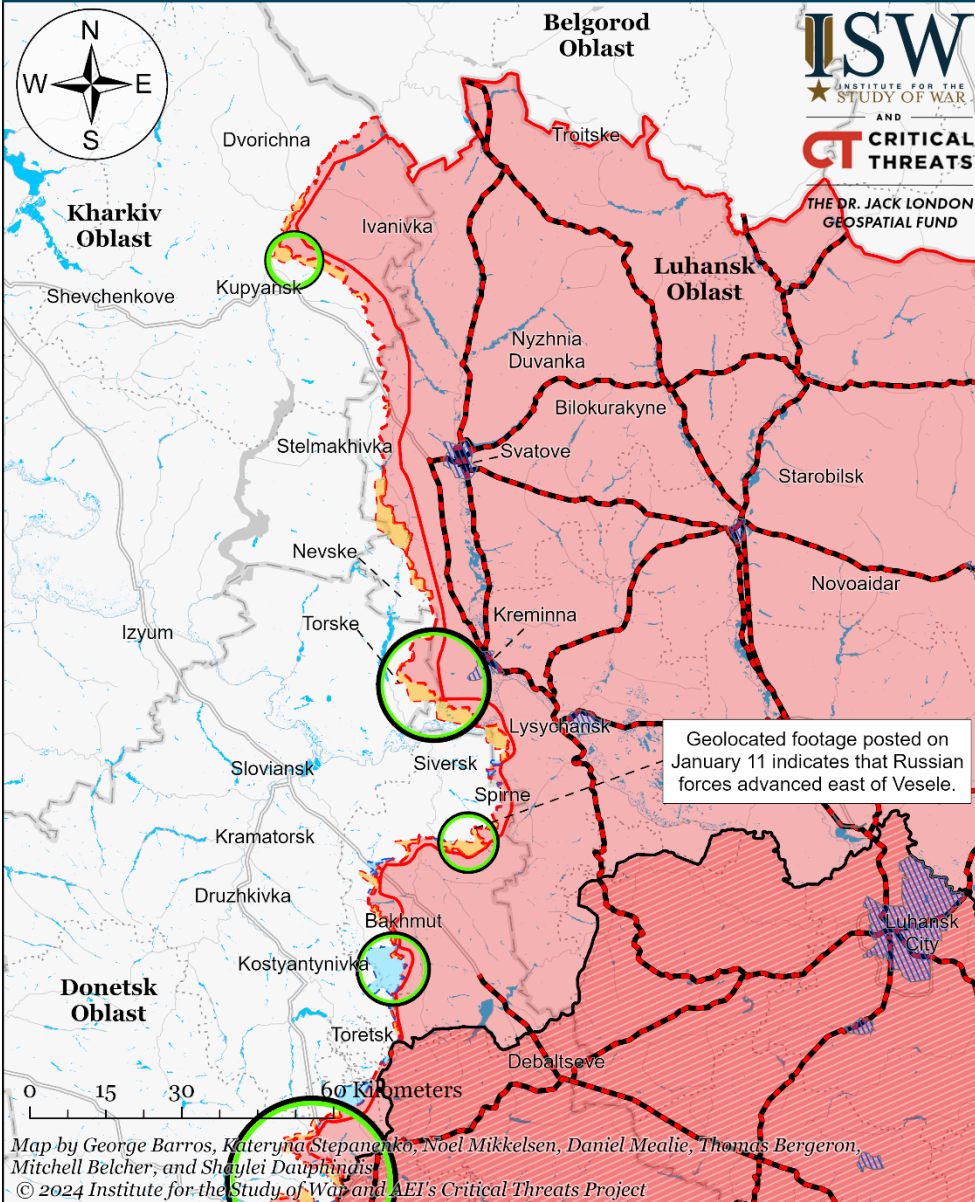 N
W
E
S
Belgorod
Oblast
ISW
INSTITUTE FOR THE
STUDY OF WAR
AND
CT CRITICAL
THREATS
THE DR. JACK LONDON
GEOSPATIAL FUND
Dvorichna
Troitske
Kharkiv
Oblast
Ivanivka
Luhansk
Oblast
Shevchenkove
Kupyansk
Nyzhnia
Duvanka
Bilokurakyne
Stelmakhivka
Svatove
Starobilsk
Nevske
Novoaidar
Torske
Kreminna
Izyum
Lysychansk
Geolocated footage posted on
January 11 indicates that Russian
forces advanced east of Vesele.
Siversk
Sloviansk
Spirne
Kramatorsk
Druzhkivka
Bakhmut
Luhansk
City
Kostyantynivka
Donetsk
Oblast
Toretsk
Debaltseve
0 15 30 60 Kilometers
Map by George Barros, Kateryna Stepanenko, Noel Mikkelsen, Daniel Mealie, Thomas Bergeron,
Mitchell Belcher, and Shaylei Dauphinais
© 2024 Institute for the Study of War and AEI's Critical Threats Project